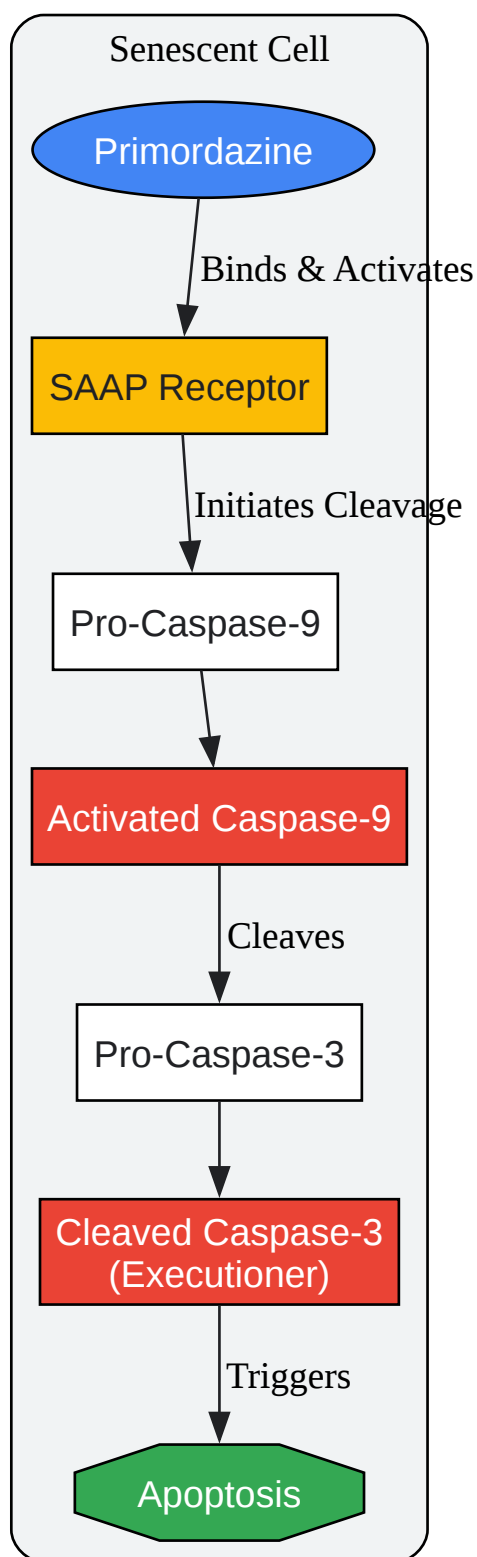 Senescent Cell
Primordazine
Binds & Activates
SAAP Receptor
Initiates Cleavage
Pro-Caspase-9
Activated Caspase-9
Cleaves
Pro-Caspase-3
Cleaved Caspase-3
(Executioner)
Triggers
Apoptosis